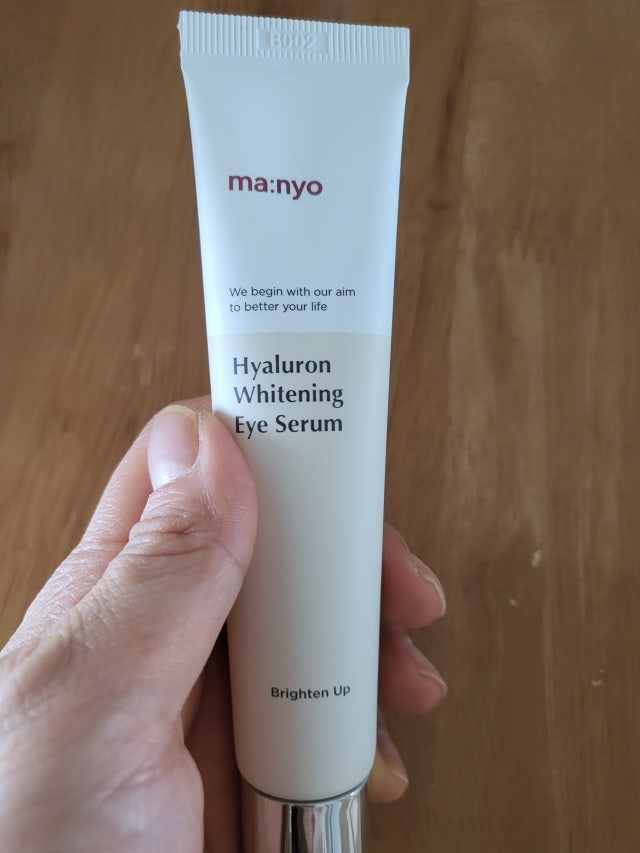 B002
ma:nyo
We begin with our aim
to better your life
Hyaluron
Whitening
Eye Serum
Brighten Up